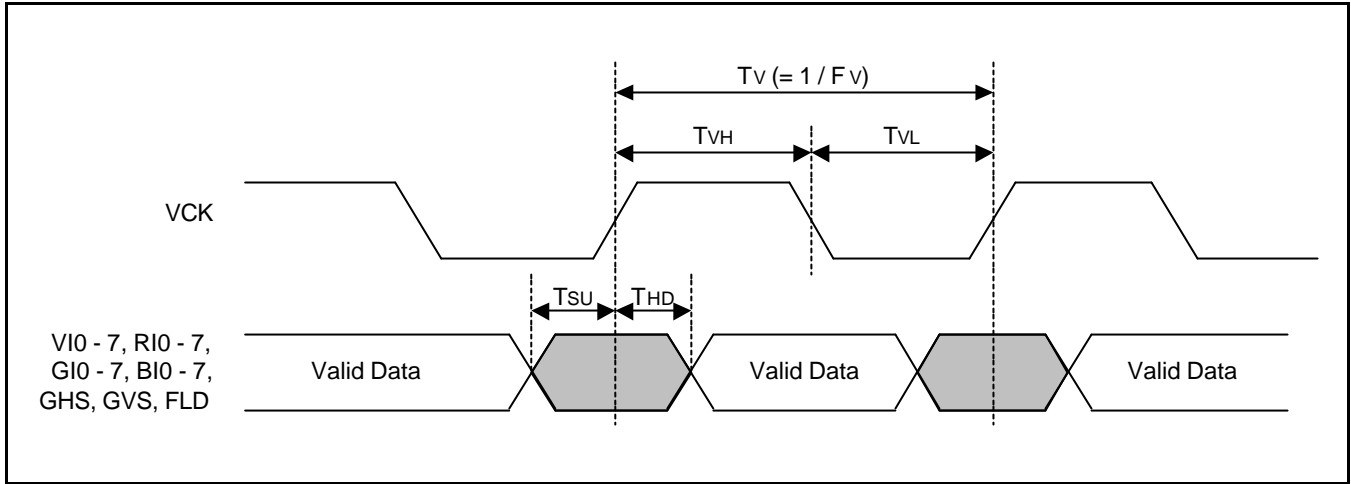 TV (= 1 / F V)
TVH
TVL
VCK
TSU
THD
VI0 - 7, RI0 - 7,
GI0 - 7, BI0 - 7,
GHS, GVS, FLD
Valid Data
Valid Data
Valid Data